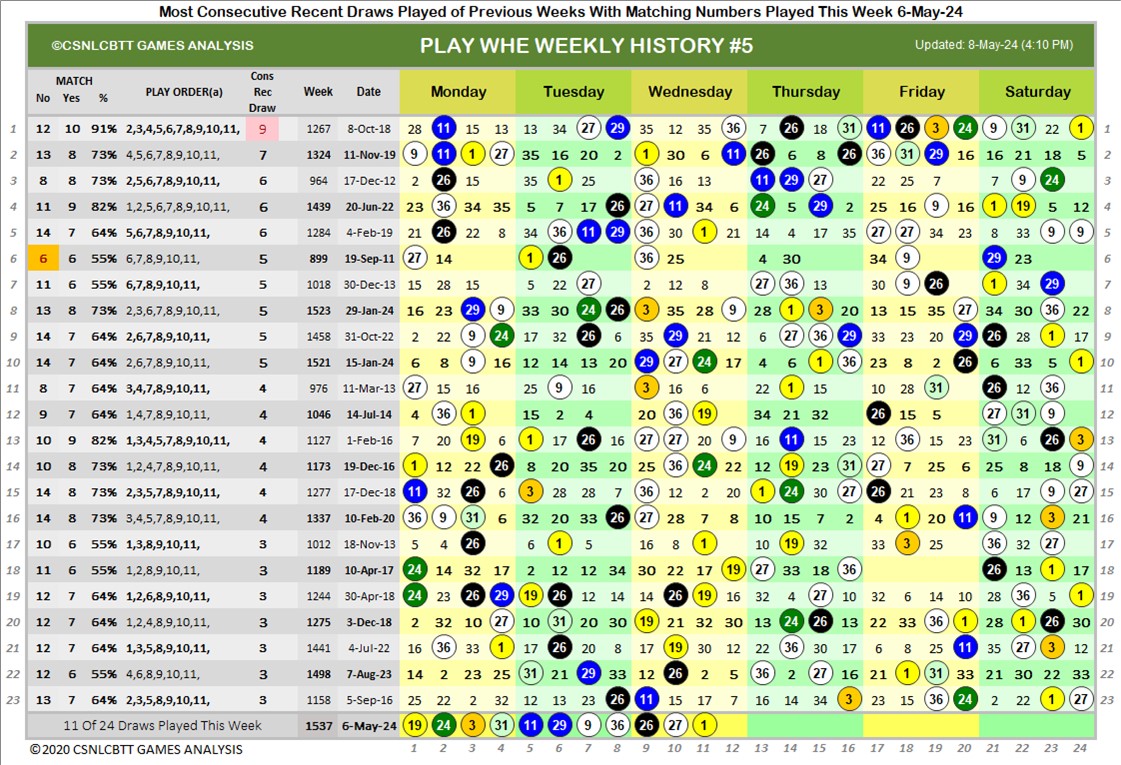 Most Consecutive Recent Draws Played of Previous Weeks With Matching Numbers Played This Week 6-May-24
©CSNLCBTT GAMES ANALYSIS PLAY WHE WEEKLY HISTORY #5 Updated: 8-May-24 (4:10 PM)
MATCH Cons
No Yes % PLAY ORDER(a) Rec Week Date Monday Tuesday Wednesday Thursday Friday Saturday
Draw
1 12 10 91% 2,3,4,5,6,7,8,9,10,11, 9 1267 8-Oct-18 28 11 15 13 13 34 27 29 35 12 35 36 7 26 18 31 11 26 3 24 9 31 22 1 1
2 13 8 73% 4,5,6,7,8,9,10,11, 7 1324 11-Nov-19 9 11 1 27 35 16 20 2 1 30 6 11 26 6 8 26 36 31 29 16 16 21 18 5 2
3 8 8 73% 2,5,6,7,8,9,10,11, 6 964 17-Dec-12 2 26 15 35 1 25 36 16 13 11 29 27 22 25 7 7 9 24 3
4 11 9 82% 1,2,5,6,7,8,9,10,11, 6 1439 20-Jun-22 23 36 34 35 5 7 17 26 27 11 34 6 24 5 29 2 25 16 9 16 1 19 5 12 4
5 14 7 64% 5,6,7,8,9,10,11, 6 1284 4-Feb-19 21 26 22 8 34 36 11 29 36 30 1 21 14 4 17 35 27 27 34 23 8 33 9 9 5
6 6 6 55% 6,7,8,9,10,11, 5 899 19-Sep-11 27 14 1 26 36 25 4 30 34 9 29 23 6
7 11 6 55% 6,7,8,9,10,11, 5 1018 30-Dec-13 15 28 15 5 22 27 2 12 8 27 36 13 30 9 26 1 34 29 7
8 13 8 73% 2,3,6,7,8,9,10,11, 5 1523 29-Jan-24 16 23 29 9 33 30 24 26 3 35 28 9 28 1 3 20 13 15 35 27 34 30 36 22 8
9 14 7 64% 2,6,7,8,9,10,11, 5 1458 31-Oct-22 2 22 9 24 17 32 26 6 35 29 21 12 6 27 36 29 33 23 20 29 26 28 1 17 9
10 14 7 64% 2,6,7,8,9,10,11, 5 1521 15-Jan-24 6 8 9 16 12 14 13 20 29 27 24 17 4 6 1 36 23 8 2 26 6 33 5 1 10
11 8 7 64% 3,4,7,8,9,10,11, 4 976 11-Mar-13 27 15 16 25 9 16 3 16 6 22 1 15 10 28 31 26 12 36 11
12 9 7 64% 1,4,7,8,9,10,11, 4 1046 14-Jul-14 4 36 1 15 2 4 20 36 19 34 21 32 26 15 5 27 31 9 12
13 10 9 82% 1,3,4,5,7,8,9,10,11, 4 1127 1-Feb-16 7 20 19 6 1 17 26 16 27 27 20 9 16 11 15 23 12 36 15 23 31 6 26 3 13
14 10 8 73% 1,2,4,7,8,9,10,11, 4 1173 19-Dec-16 1 12 22 26 8 20 35 20 25 36 24 22 12 19 23 31 27 7 25 6 25 8 18 9 14
15 14 8 73% 2,3,5,7,8,9,10,11, 4 1277 17-Dec-18 11 32 26 6 3 28 28 7 36 12 2 20 1 24 30 27 26 21 23 8 6 17 9 27 15
16 14 8 73% 3,4,5,7,8,9,10,11, 4 1337 10-Feb-20 36 9 31 6 32 20 33 26 27 28 7 8 10 15 7 2 4 1 20 11 9 12 3 21 16
17 10 6 55% 1,3,8,9,10,11, 3 1012 18-Nov-13 5 4 26 6 1 5 16 8 1 10 19 32 33 3 25 36 32 27 17
18 11 6 55% 1,2,8,9,10,11, 3 1189 10-Apr-17 24 14 32 17 2 12 12 34 30 22 17 19 27 33 18 36 26 13 1 17 18
19 12 7 64% 1,2,6,8,9,10,11, 3 1244 30-Apr-18 24 23 26 29 19 26 12 14 14 26 19 16 32 4 27 10 32 6 14 10 28 36 5 1 19
20 12 7 64% 1,2,4,8,9,10,11, 3 1275 3-Dec-18 2 32 10 27 10 31 20 30 19 21 32 30 13 24 26 13 22 33 36 1 28 1 26 30 20
21 12 7 64% 1,3,5,8,9,10,11, 3 1441 4-Jul-22 16 36 33 1 17 26 20 8 17 19 30 12 22 36 30 17 6 8 25 11 35 27 3 12 21
22 12 6 55% 4,6,8,9,10,11, 3 1498 7-Aug-23 14 2 23 25 31 21 29 33 12 26 2 5 36 2 27 16 21 1 31 33 21 30 22 33 22
23 13 7 64% 2,3,5,8,9,10,11, 3 1158 5-Sep-16 25 22 2 32 12 13 23 26 11 15 17 7 16 14 34 3 23 15 36 24 2 22 1 27 23
11 Of 24 Draws Played This Week 1537 6-May-24 19 24 3 31 11 29 9 36 26 27 1
© 2020 CSNLCBTT GAMES ANALYSIS 1 2 3 4 5 6 7 8 9 10 11 12 13 14 15 16 17 18 19 20 21 22 23 24